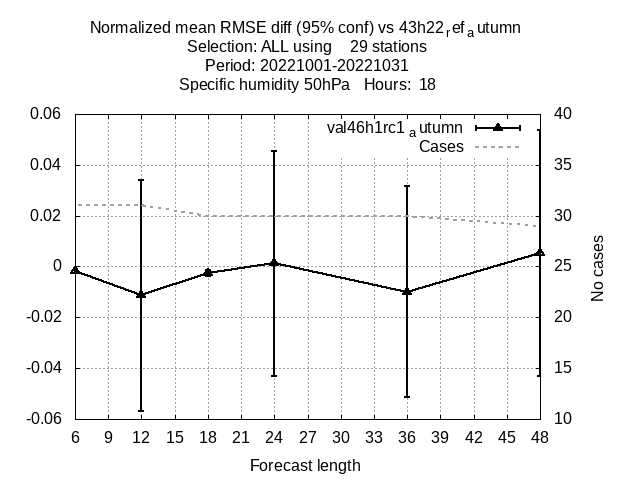 Normalized mean RMSE diff (95% conf) vs 43h22refautumn
Selection: ALL using 29 stations
Period: 20221001-20221031
Specific humidity 50hPa Hours: 18
val46h1rc1autumn
Cases
0.06
0.04
0.02
0
-0.02
-0.04
-0.06
40
35
30
25
20
15
10
No cases
6 9 12 15 18 21 24 27 30 33 36 39 42 45 48
Forecast length